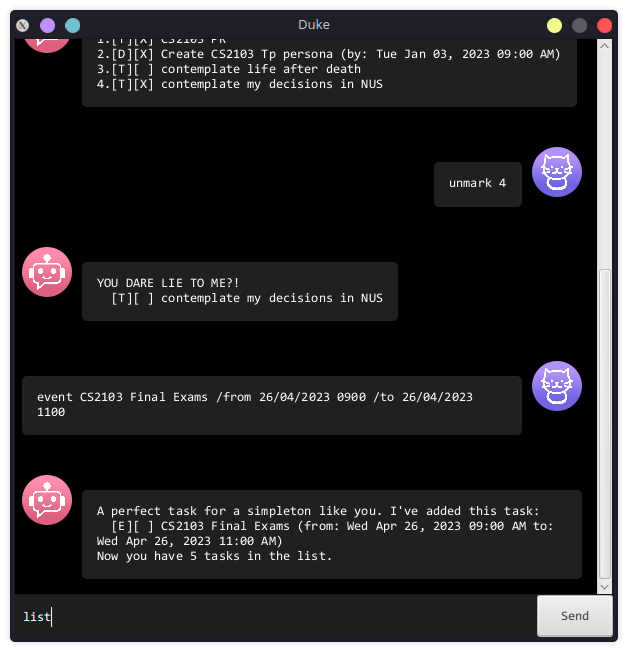 Duke
1.[T][X] CS2103 PR
2.[D][X] Create CS2103 Tp persona (by: Tue Jan 03, 2023 09:00 AM)
3.[T][ ] contemplate life after death
4.[T][X] contemplate my decisions in NUS
unmark 4
YOU DARE LIE TO ME?!
[T][ ] contemplate my decisions in NUS
event CS2103 Final Exams /from 26/04/2023 0900 /to 26/04/2023
1100
A perfect task for a simpleton like you. I've added this task:
[E][ ] CS2103 Final Exams (from: Wed Apr 26, 2023 09:00 AM to:
Wed Apr 26, 2023 11:00 AM)
Now you have 5 tasks in the list.
list
Send